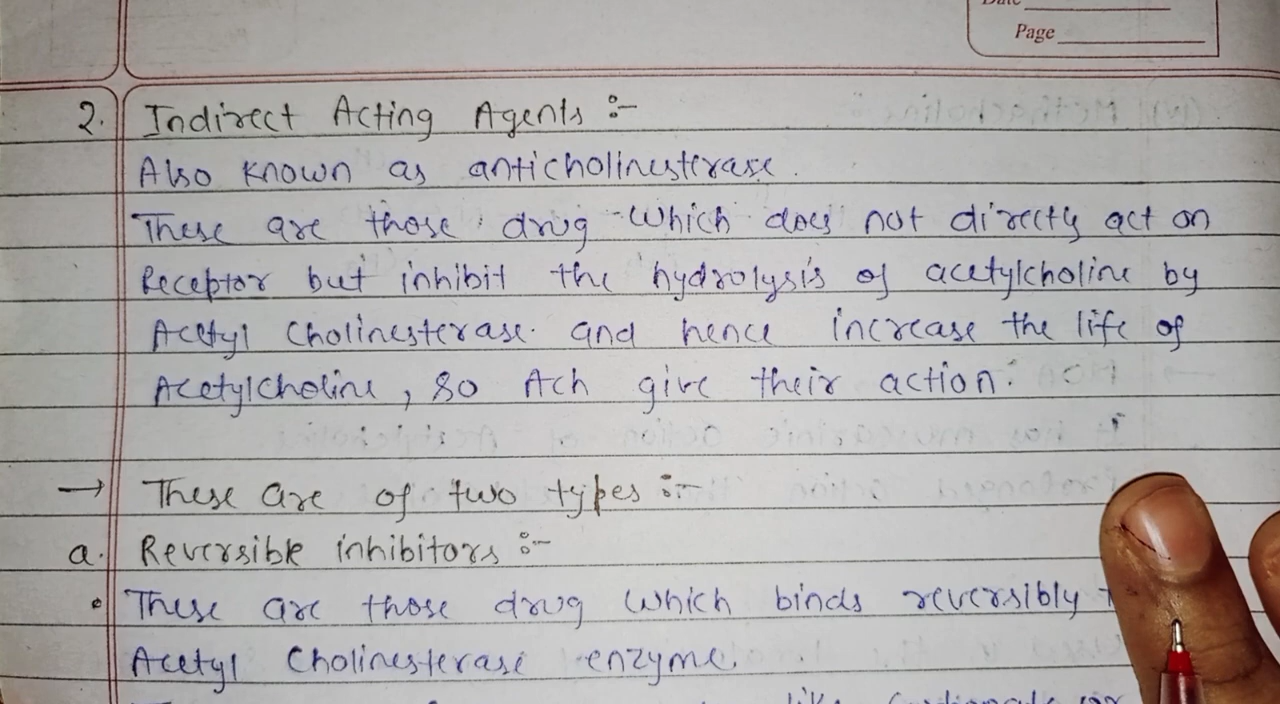 Date
Page
2. Indirect Acting Agents :-
Also known as anticholinesterase.
These are those drug which does not directly act on
Receptor but inhibit the hydrolysis of acetylcholine by
Acetyl Cholinesterase. and hence increase the life of
Acetylcholine, so Ach give their action.
→ These are of two types :-
a. Reversible inhibitors :-
• These are those drug which binds reversibly
Acetyl Cholinesterase enzyme.
like